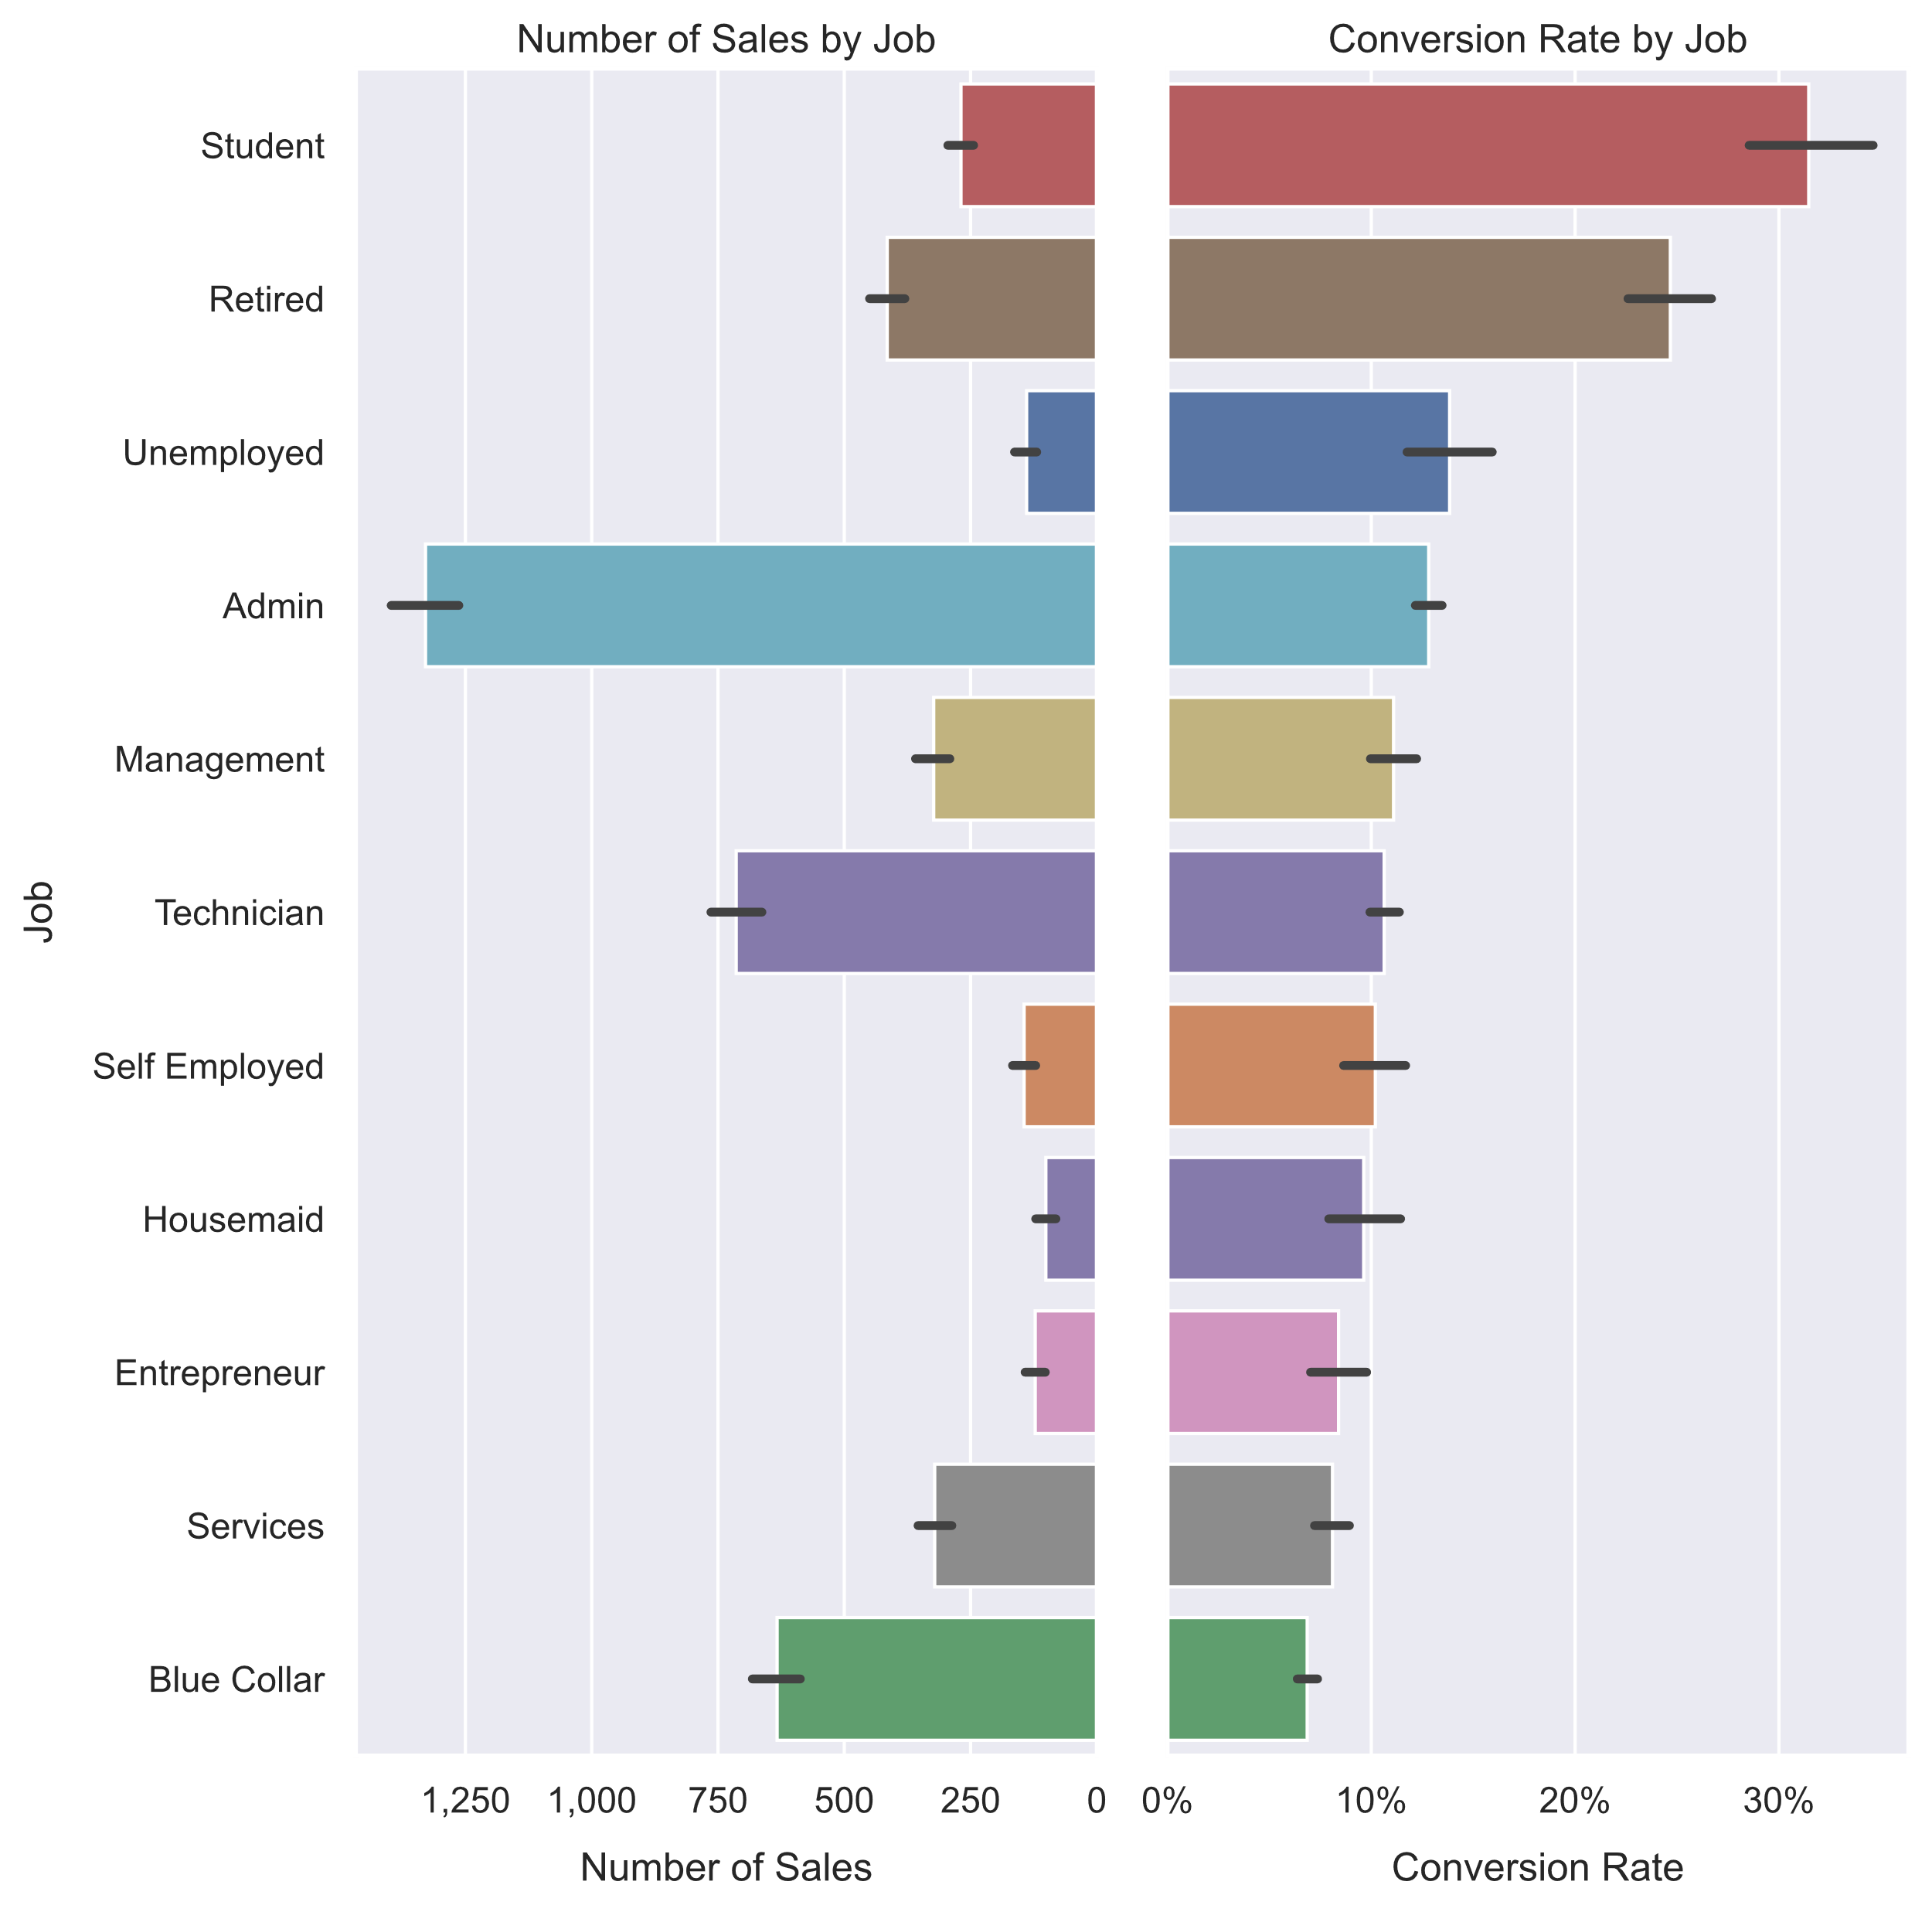 Number of Sales by Job
Conversion Rate by Job
Job
Student
Retired
Unemployed
Admin
Management
Technician
Self Employed
Housemaid
Entrepreneur
Services
Blue Collar
1,250 1,000 750 500 250 0
0% 10% 20% 30%
Number of Sales
Conversion Rate